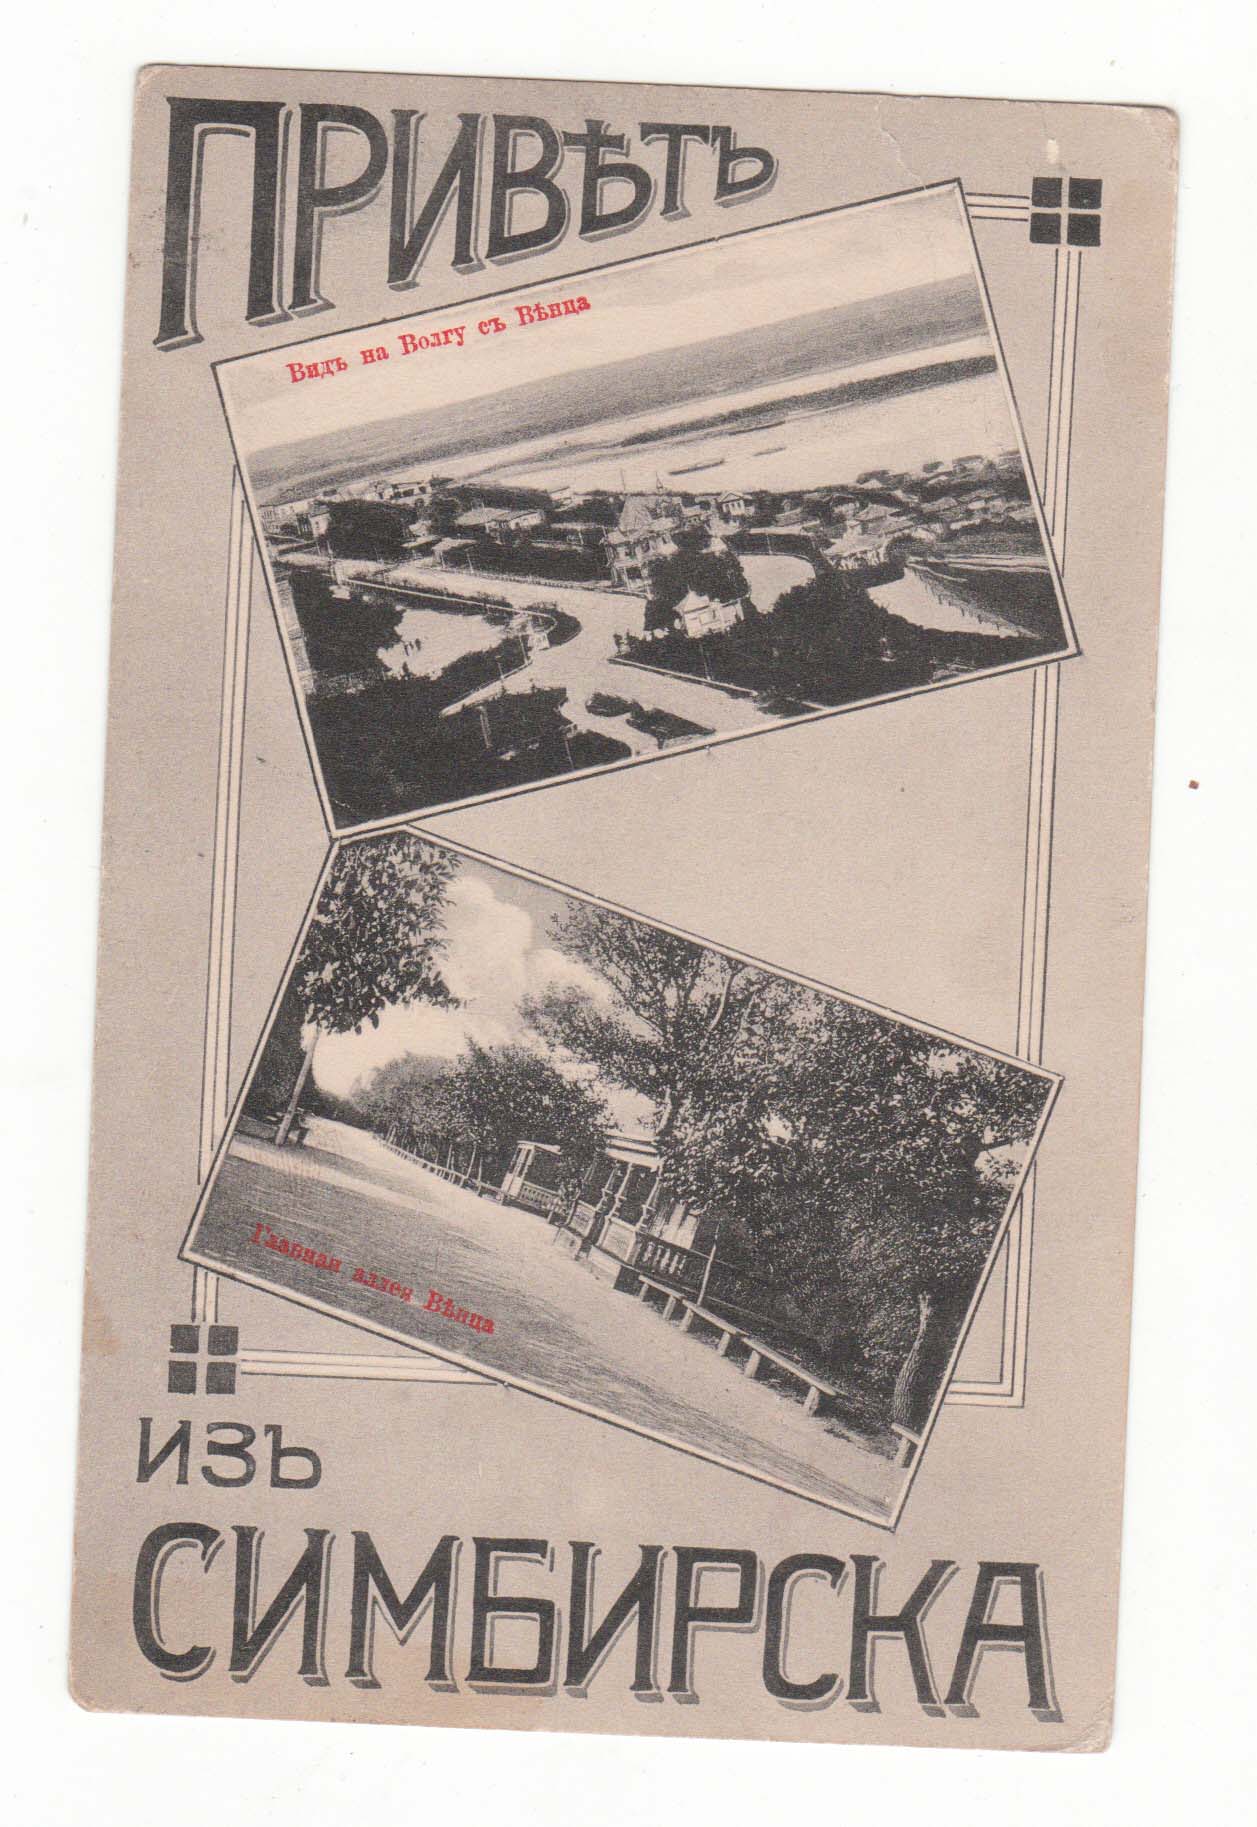 ПРИВѢТЪ
Видъ на Волгу съ Вѣнца
Главная аллея Вѣнца
ИЗЪ
СИМБИРСКА